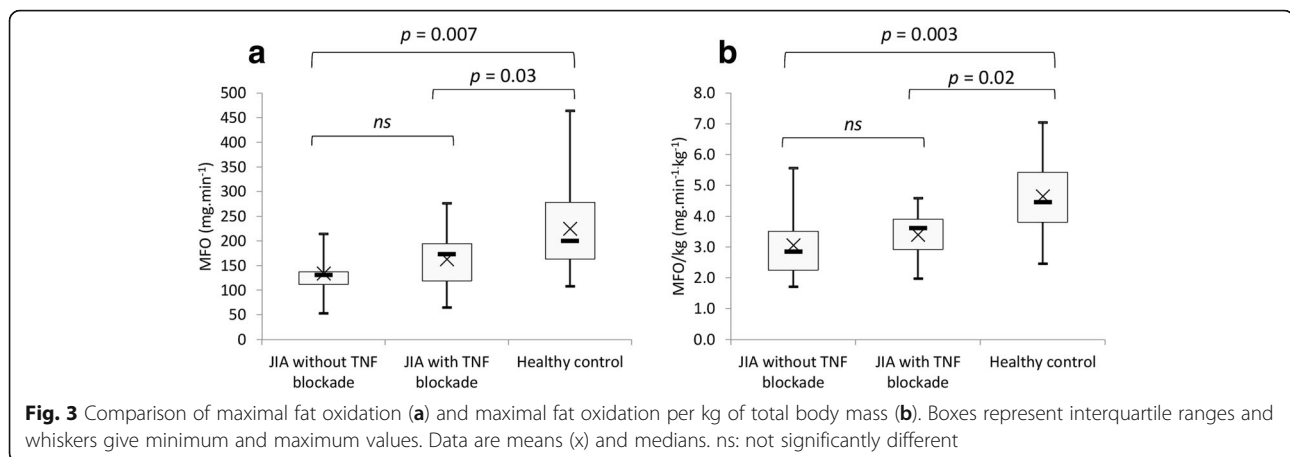 a
p = 0.007
p = 0.03
ns
MFO (mg.min⁻¹)
500
450
400
350
300
250
200
150
100
50
0
JIA without TNF blockade
JIA with TNF blockade
Healthy control
b
p = 0.003
p = 0.02
ns
MFO/kg (mg.min⁻¹.kg⁻¹)
8.0
7.0
6.0
5.0
4.0
3.0
2.0
1.0
0.0
JIA without TNF blockade
JIA with TNF blockade
Healthy control
Fig. 3 Comparison of maximal fat oxidation (a) and maximal fat oxidation per kg of total body mass (b). Boxes represent interquartile ranges and
whiskers give minimum and maximum values. Data are means (x) and medians. ns: not significantly different